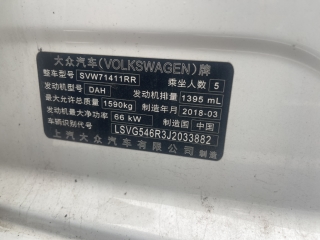 大众汽车(VOLKSWAGEN)牌
整车型号 SVW71411RR 乘坐人数 5
发动机型号 DAH 发动机排量 1395 mL
最大允许总质量 1590kg 制造年月 2018-03
发动机最大净功率 66 kW 制造国 中国
车辆识别代号 LSVG546R3J2033882
上汽大众汽车有限公司 制造